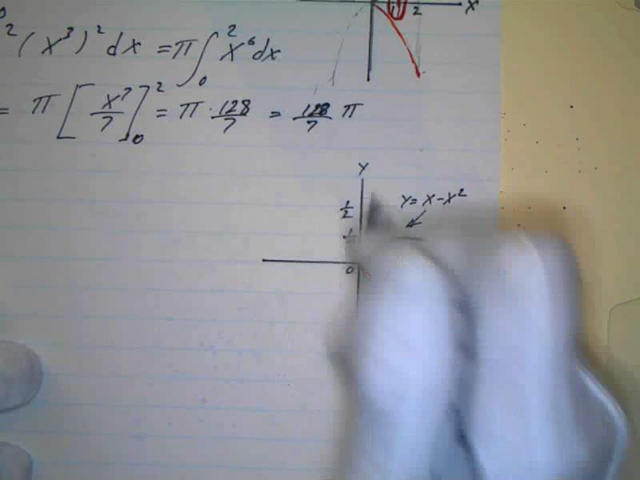 2 X
2 (X³)² dx = π ∫₀² X⁶ dx
= π [X⁷/7]₀² = π · 128/7 = 128/7 π
Y
1/2 Y = X - X²
0